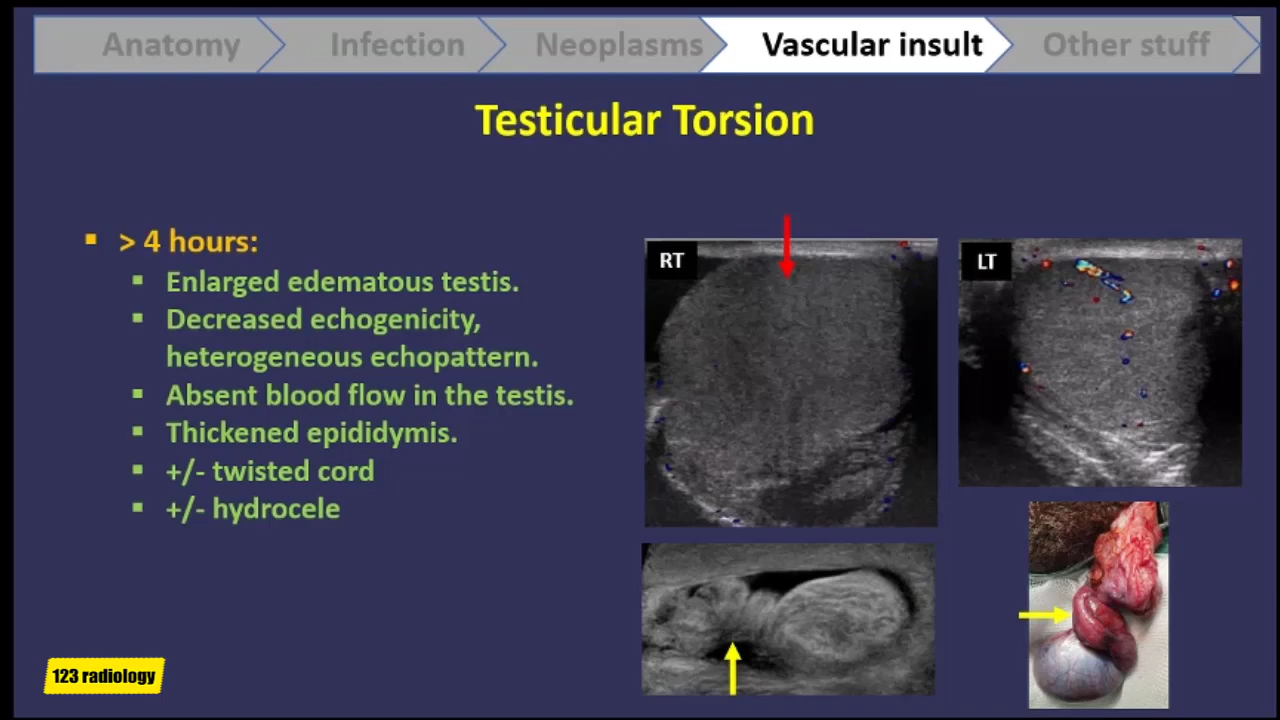 Anatomy
Infection
Neoplasms
Vascular insult
Other stuff
Testicular Torsion
> 4 hours:
Enlarged edematous testis.
Decreased echogenicity,
heterogeneous echopattern.
Absent blood flow in the testis.
Thickened epididymis.
+/- twisted cord
+/- hydrocele
RT
LT
123 radiology